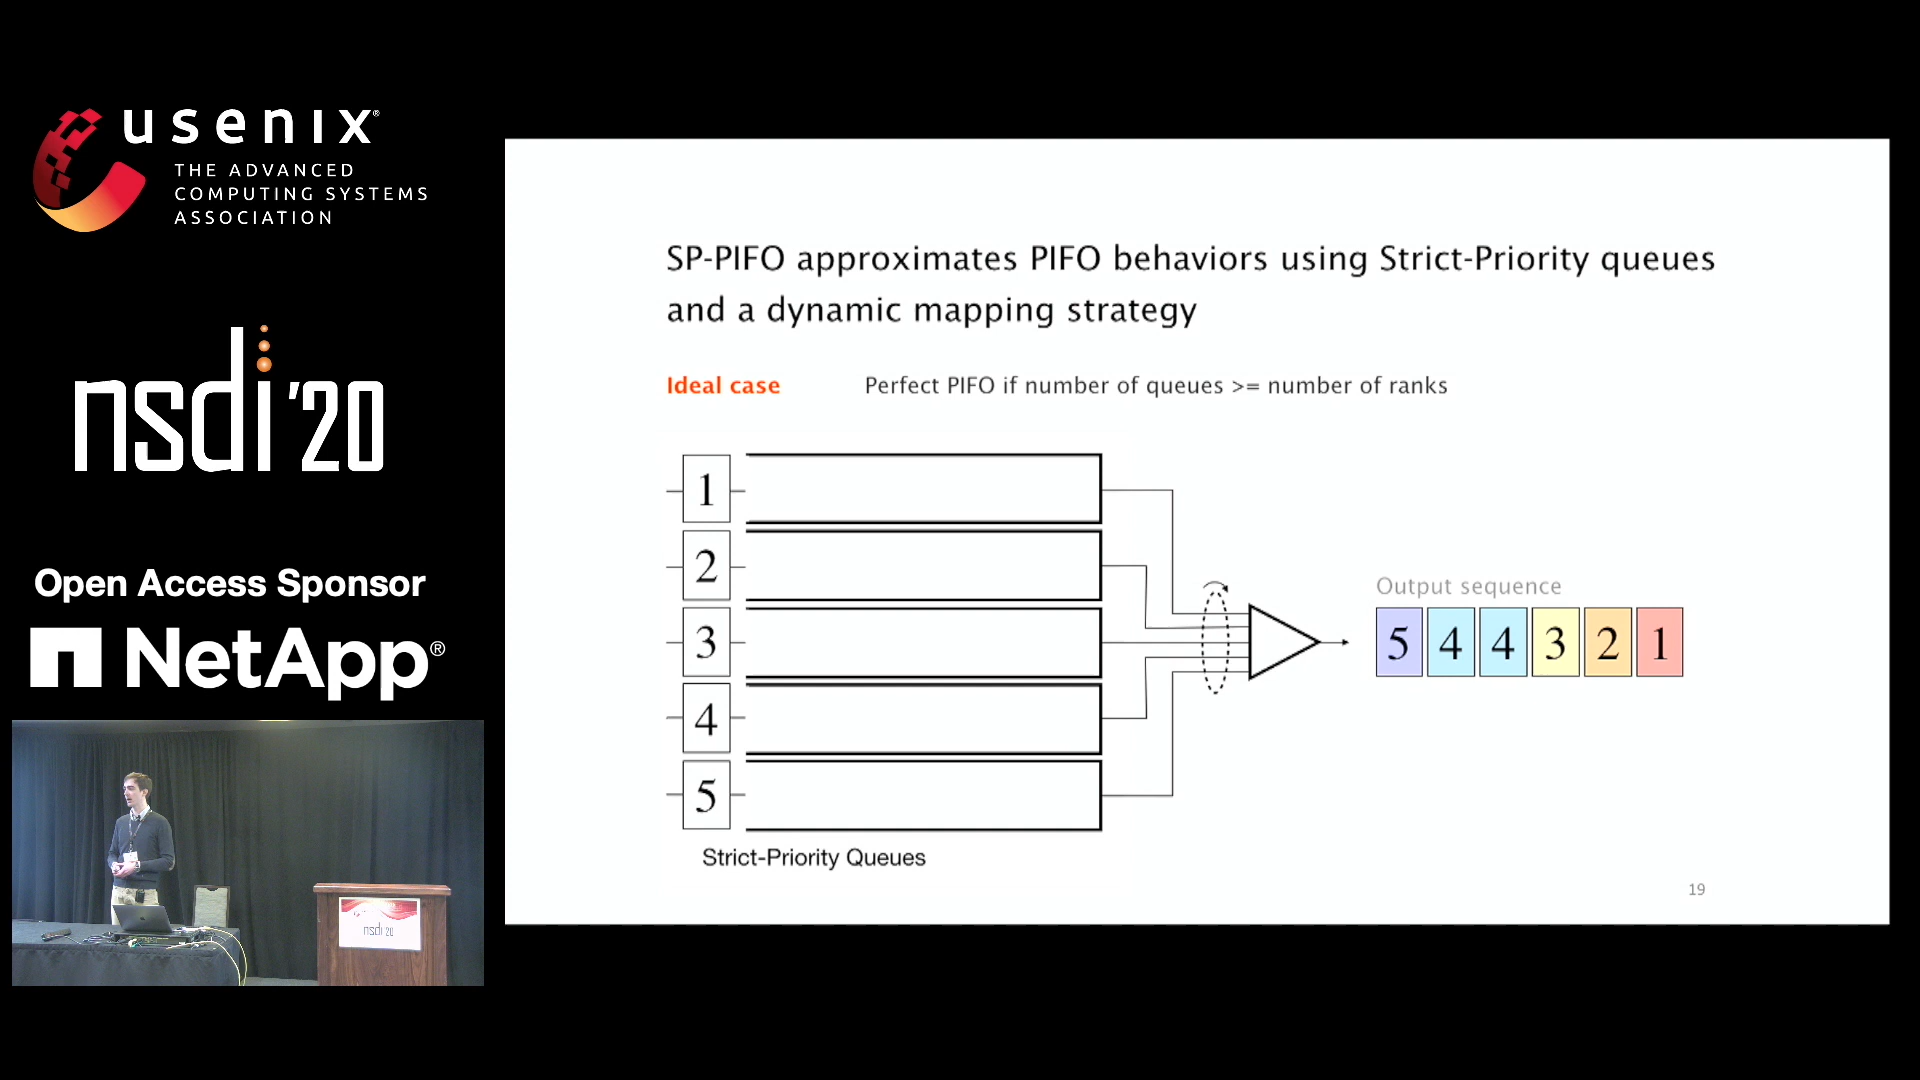 usenix®
THE ADVANCED
COMPUTING SYSTEMS
ASSOCIATION
nsdi '20
Open Access Sponsor
NetApp®
nsdi '20
SP-PIFO approximates PIFO behaviors using Strict-Priority queues
and a dynamic mapping strategy
Ideal case Perfect PIFO if number of queues >= number of ranks
1
2
3
4
5
Strict-Priority Queues
Output sequence
5 4 4 3 2 1
19